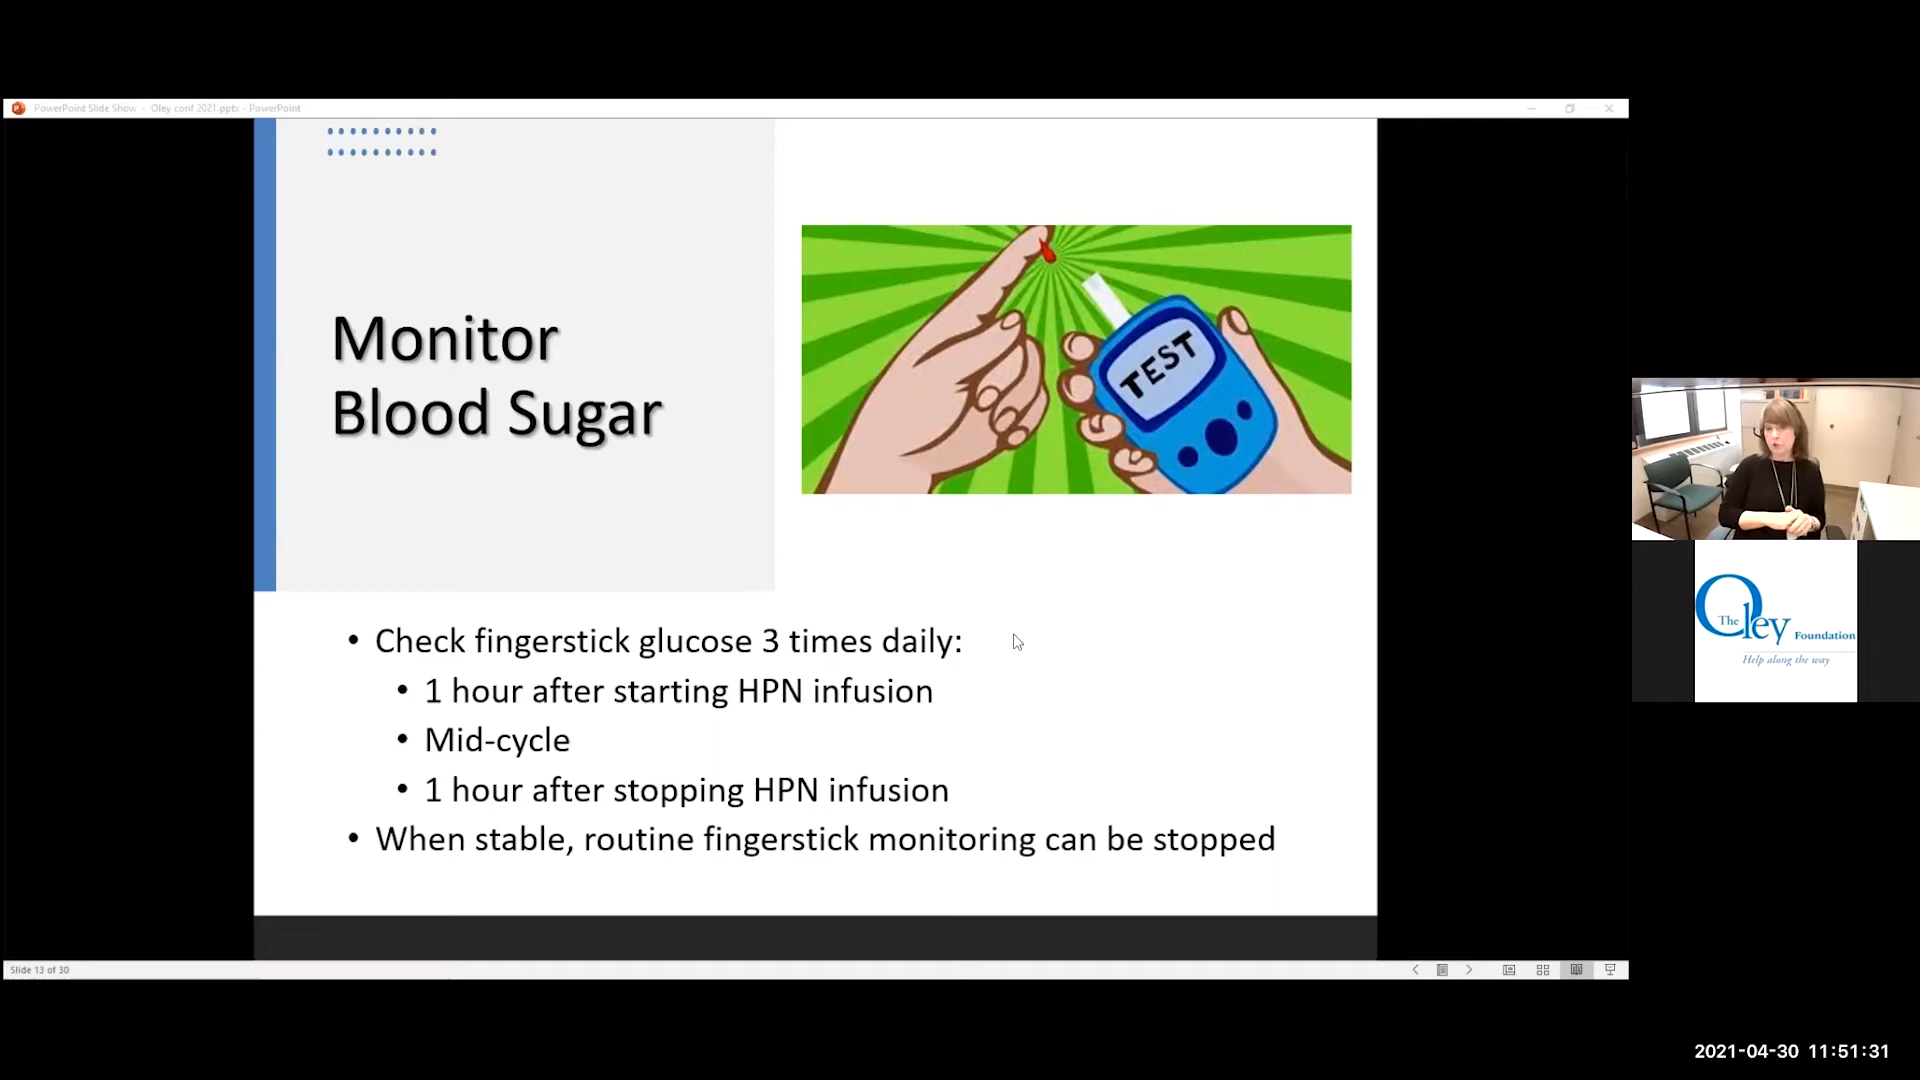 PowerPoint Slide Show - Oley conf 2021.pptx - PowerPoint
Monitor
Blood Sugar
TEST
• Check fingerstick glucose 3 times daily:
• 1 hour after starting HPN infusion
• Mid-cycle
• 1 hour after stopping HPN infusion
• When stable, routine fingerstick monitoring can be stopped
The Oley Foundation
Help along the way
Slide 13 of 30
2021-04-30 11:51:31